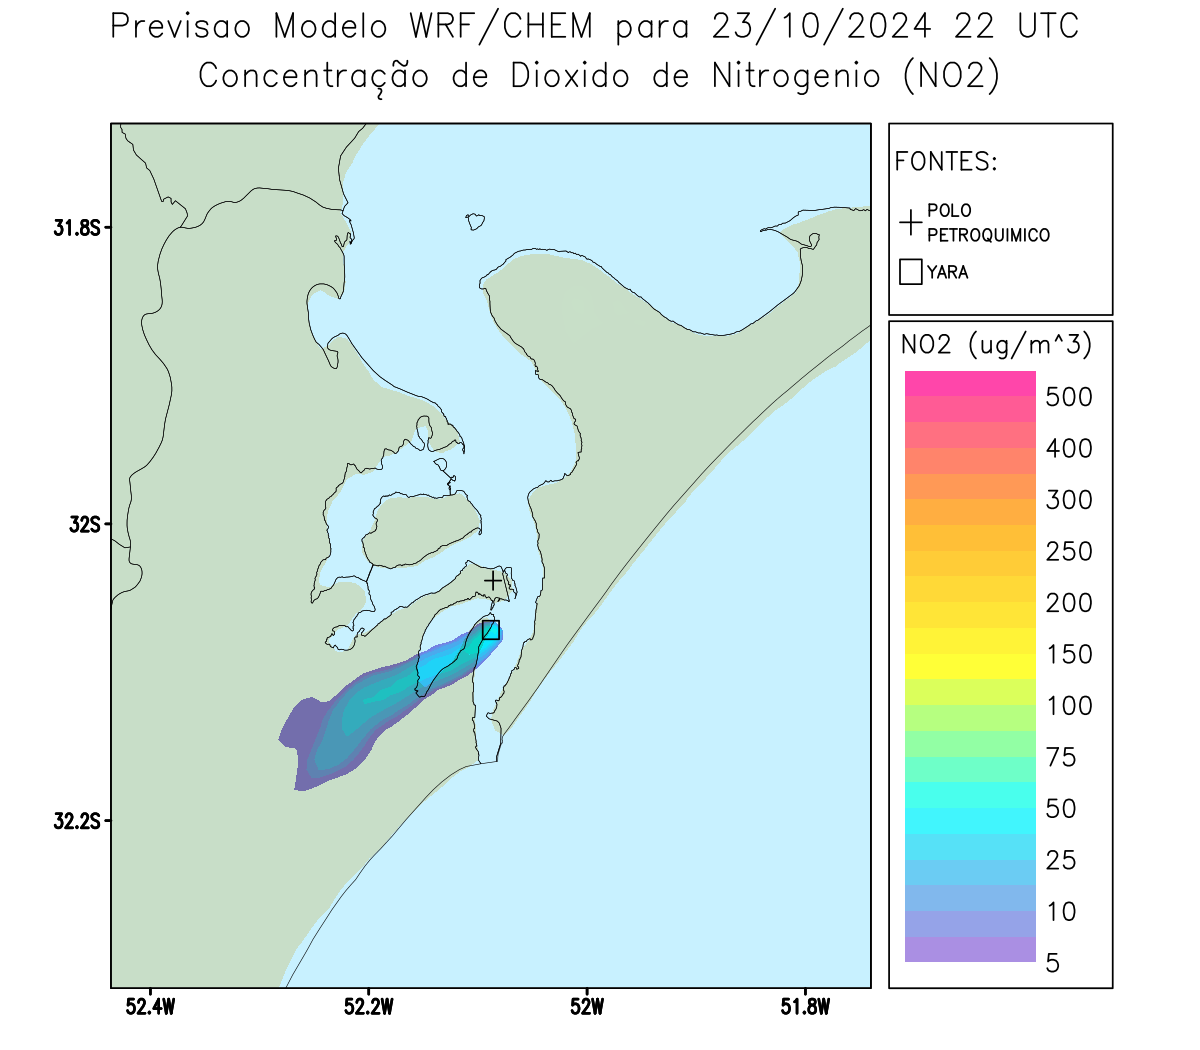 Previsao Modelo WRF/CHEM para 23/10/2024 22 UTC
Concentração de Dioxido de Nitrogenio (NO2)
FONTES:
POLO
PETROQUIMICO
YARA
31.8S
32S
32.2S
52.4W
52.2W
52W
51.8W
NO2 (ug/m^3)
500
400
300
250
200
150
100
75
50
25
10
5